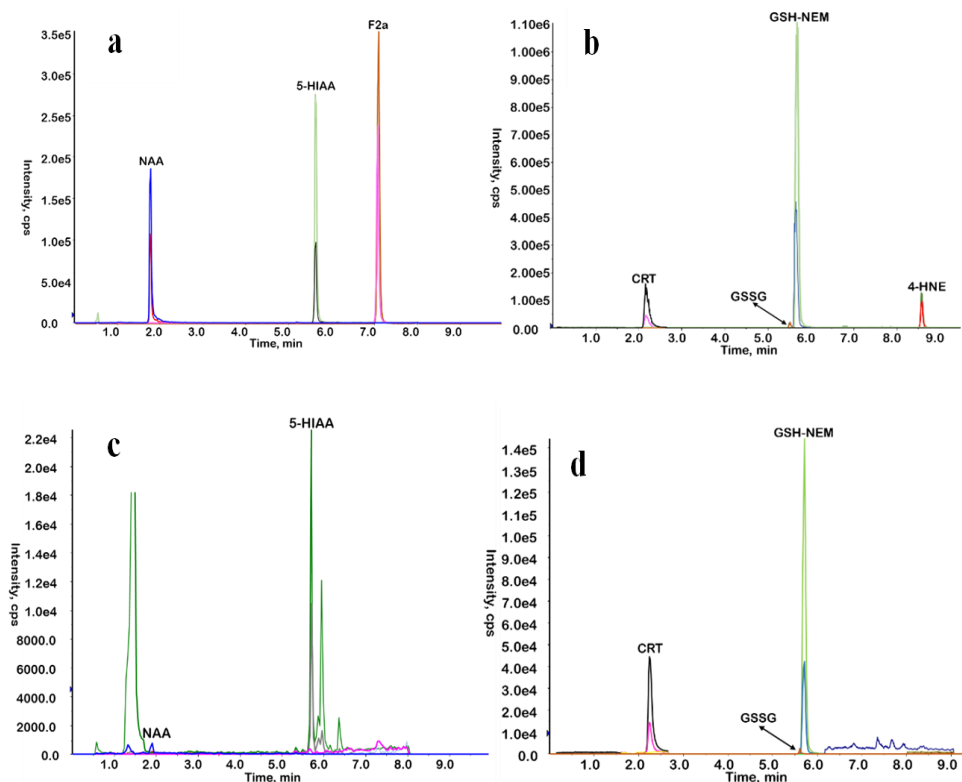 a
F2a
3.5e5
3.0e5
5-HIAA
2.5e5
NAA
2.0e5
1.5e5
1.0e5
5.0e4
0.0
Intensity, cps
1.0 2.0 3.0 4.0 5.0 6.0 7.0 8.0 9.0
Time, min
b
GSH-NEM
1.10e6
1.00e6
9.00e5
8.00e5
7.00e5
6.00e5
5.00e5
4.00e5
3.00e5
2.00e5
1.00e5
0.00
CRT
GSSG
4-HNE
Intensity, cps
1.0 2.0 3.0 4.0 5.0 6.0 7.0 8.0 9.0
Time, min
c
5-HIAA
2.2e4
2.0e4
1.8e4
1.6e4
1.4e4
1.2e4
1.0e4
8000.0
6000.0
4000.0
2000.0
0.0
NAA
Intensity, cps
1.0 2.0 3.0 4.0 5.0 6.0 7.0 8.0 9.0
Time, min
d
GSH-NEM
1.4e5
1.3e5
1.2e5
1.1e5
1.0e5
9.0e4
8.0e4
7.0e4
6.0e4
5.0e4
4.0e4
3.0e4
2.0e4
1.0e4
0.0
CRT
GSSG
Intensity, cps
1.0 2.0 3.0 4.0 5.0 6.0 7.0 8.0 9.0
Time, min